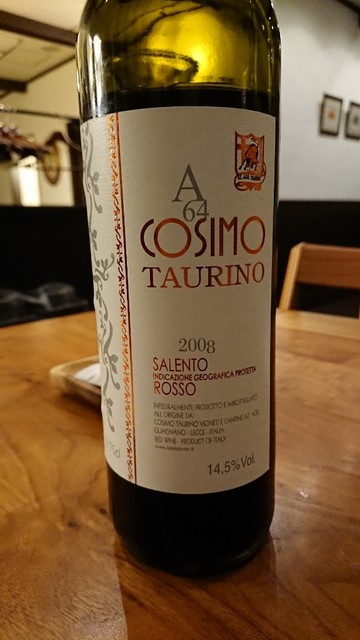 A
64
COSIMO
TAURINO
2008
SALENTO
INDICAZIONE GEOGRAFICA PROTETTA
ROSSO
INTEGRALMENTE PRODOTTO E IMBOTTIGLIATO
ALL'ORIGINE DA:
COSIMO TAURINO VIGNETI E CANTINE AZ. AGR.
GUAGNANO - LECCE - ITALIA
RED WINE - PRODUCT OF ITALY
14,5% Vol.